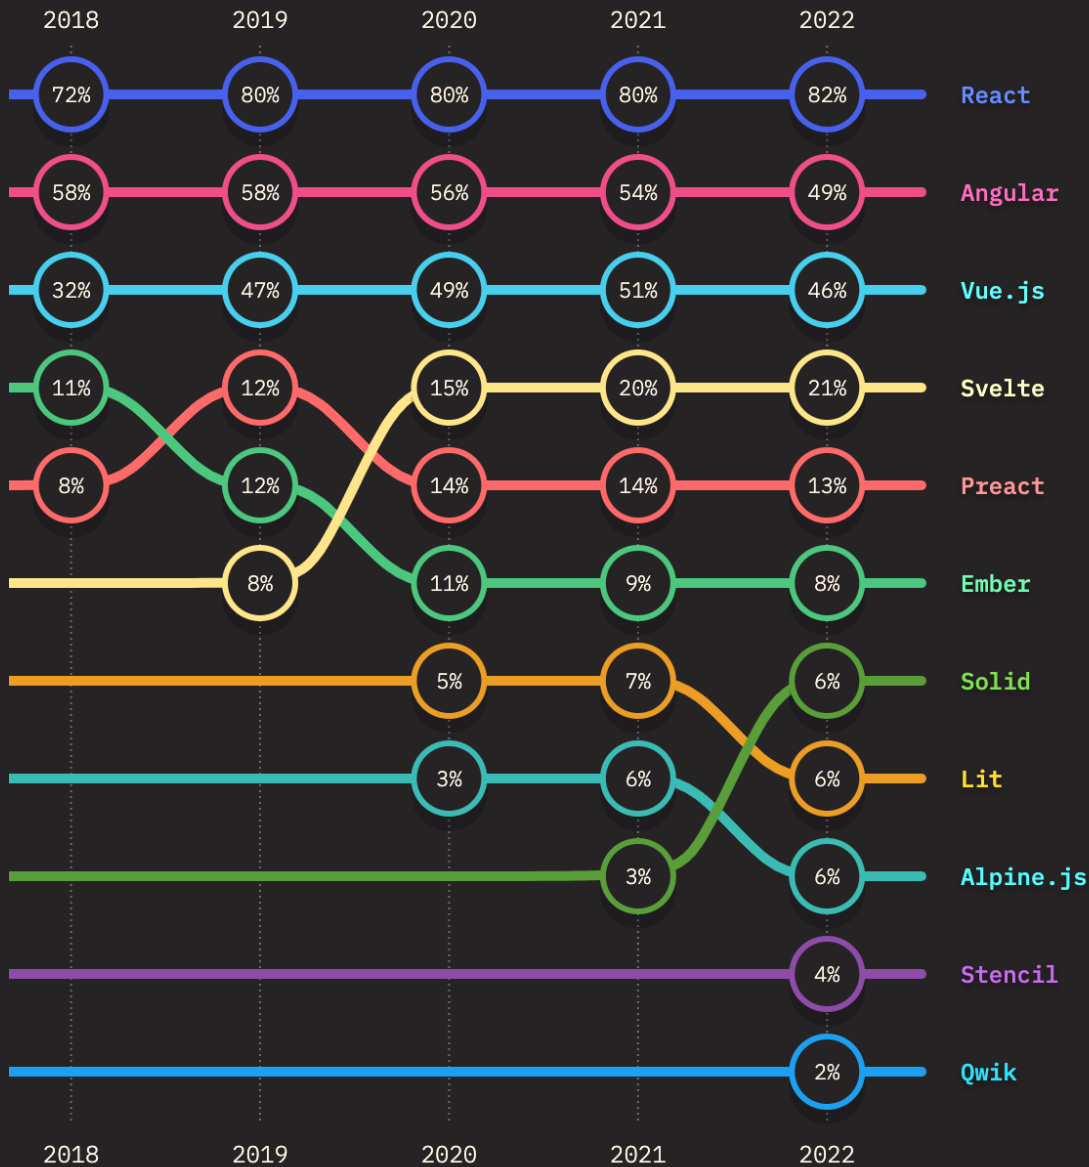 2018 2019 2020 2021 2022
72% 80% 80% 80% 82% React
58% 58% 56% 54% 49% Angular
32% 47% 49% 51% 46% Vue.js
11% 12% 15% 20% 21% Svelte
8% 12% 14% 14% 13% Preact
8% 11% 9% 8% Ember
5% 7% 6% Solid
3% 6% 6% Lit
3% 6% Alpine.js
4% Stencil
2% Qwik
2018 2019 2020 2021 2022